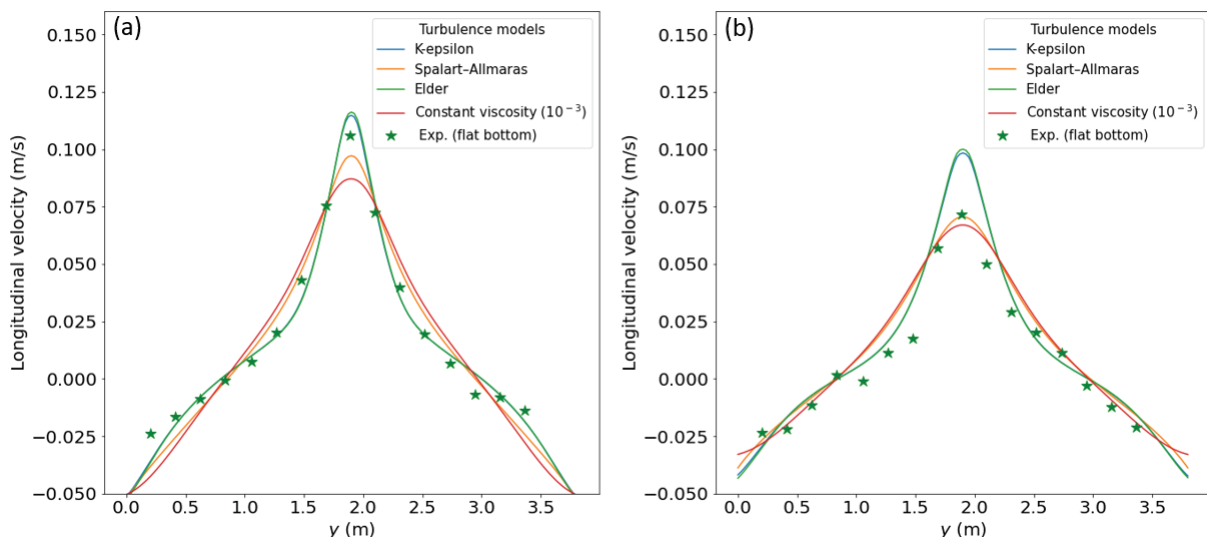 (a)
Turbulence models
K-epsilon
Spalart–Allmaras
Elder
Constant viscosity (10⁻³)
Exp. (flat bottom)
Longitudinal velocity (m/s)
0.150
0.125
0.100
0.075
0.050
0.025
0.000
−0.025
−0.050
0.0 0.5 1.0 1.5 2.0 2.5 3.0 3.5
y (m)
(b)
Turbulence models
K-epsilon
Spalart–Allmaras
Elder
Constant viscosity (10⁻³)
Exp. (flat bottom)
Longitudinal velocity (m/s)
0.150
0.125
0.100
0.075
0.050
0.025
0.000
−0.025
−0.050
0.0 0.5 1.0 1.5 2.0 2.5 3.0 3.5
y (m)